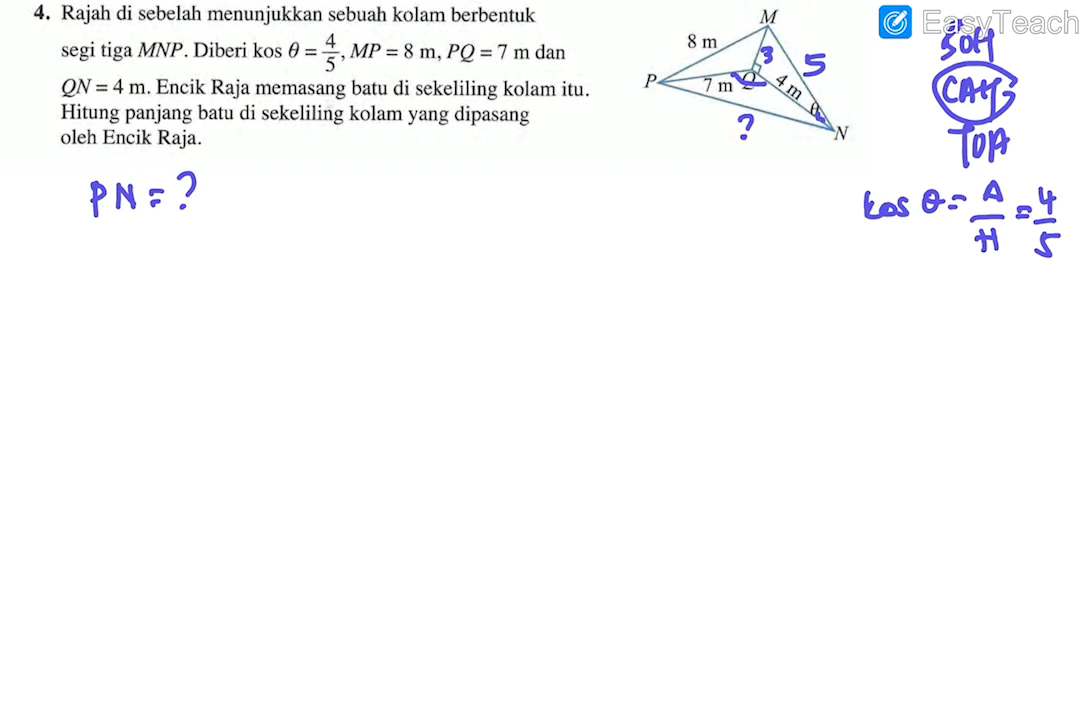 4. Rajah di sebelah menunjukkan sebuah kolam berbentuk
segi tiga MNP. Diberi kos θ = 4/5, MP = 8 m, PQ = 7 m dan
QN = 4 m. Encik Raja memasang batu di sekeliling kolam itu.
Hitung panjang batu di sekeliling kolam yang dipasang
oleh Encik Raja.
M
8 m
3
5
P
7 m
Q
4 m
θ
?
N
EasyTeach
SOH
CAH
TOA
PN = ?
kos θ = A/H = 4/5